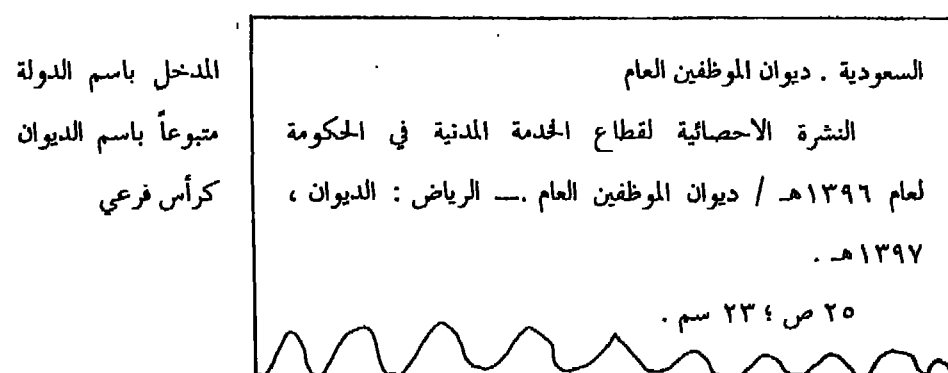 السعودية . ديوان الموظفين العام
النشرة الاحصائية لقطاع الخدمة المدنية في الحكومة
لعام ١٣٩٦هـ / ديوان الموظفين العام .ــ الرياض : الديوان ،
١٣٩٧هـ .
٢٥ ص ؛ ٢٣ سم .
المدخل باسم الدولة
متبوعاً باسم الديوان
كرأس فرعي